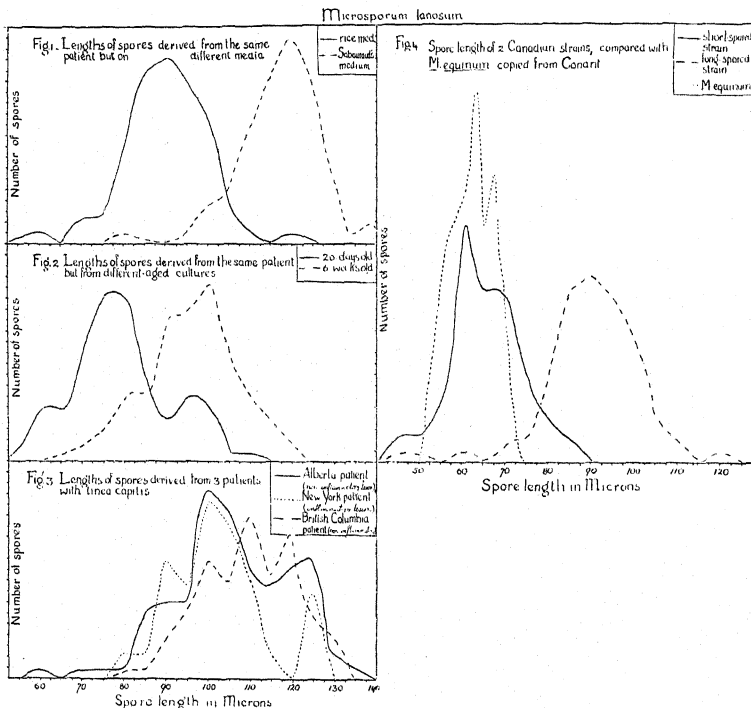 Microsporum lanosum
Fig 1. Lengths of spores derived from the same
patient but on different media
rice med.
Sabouraud's
medium
Number of spores
Fig. 2 Lengths of spores derived from the same patient
but from different-aged cultures
20 days old
6 weeks old
Number of spores
Fig 3 Lengths of spores derived from 3 patients
with tinea capitis
Alberta patient
New York patient
British Columbia
patient
Number of spores
60 70 80 90 100 110 120 130 140
Spore length in Microns
Fig. 4 Spore length of 2 Canadian strains, compared with
M. equinum copied from Conant
short spored
strain
long-spored
strain
M equinum
Number of spores
50 60 70 80 90 100 110 120
Spore length in Microns